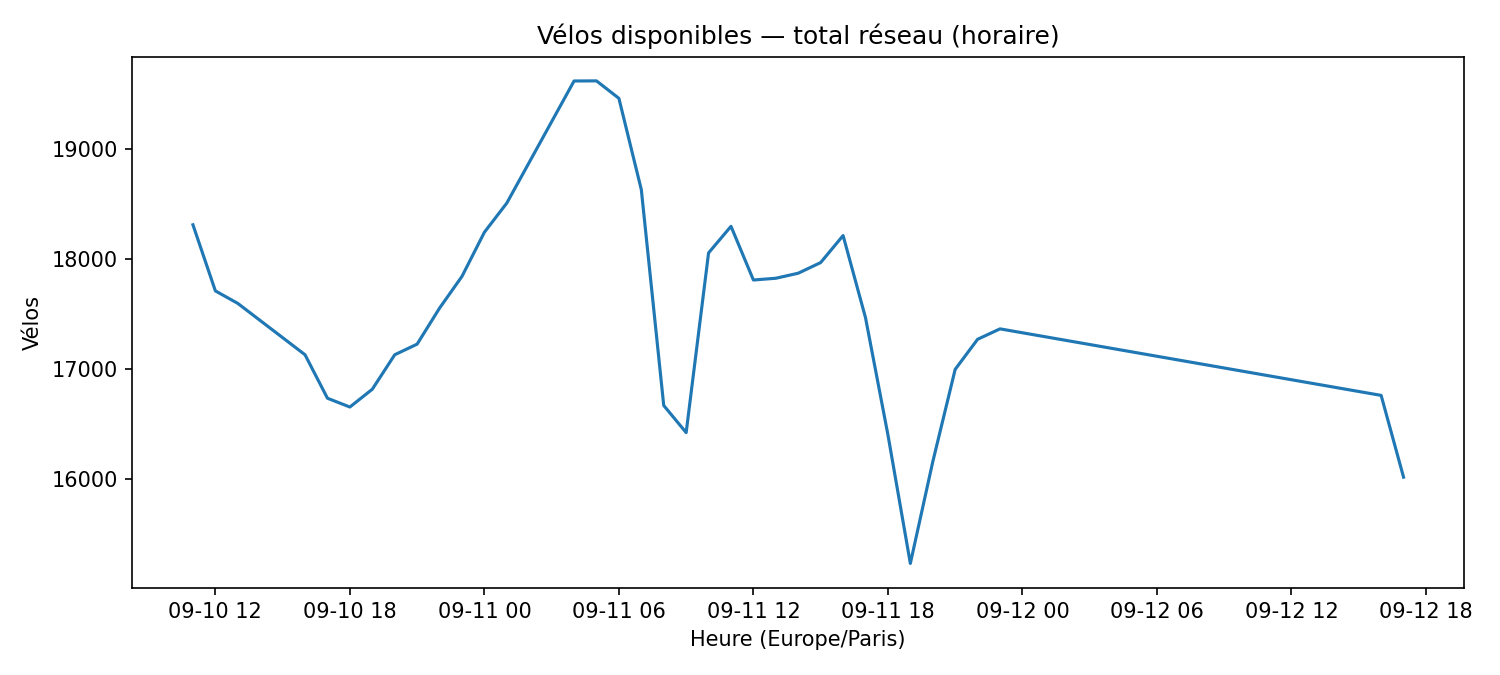 Vélos disponibles — total réseau (horaire)
19000
18000
17000
16000
Vélos
09-10 12 09-10 18 09-11 00 09-11 06 09-11 12 09-11 18 09-12 00 09-12 06 09-12 12 09-12 18
Heure (Europe/Paris)